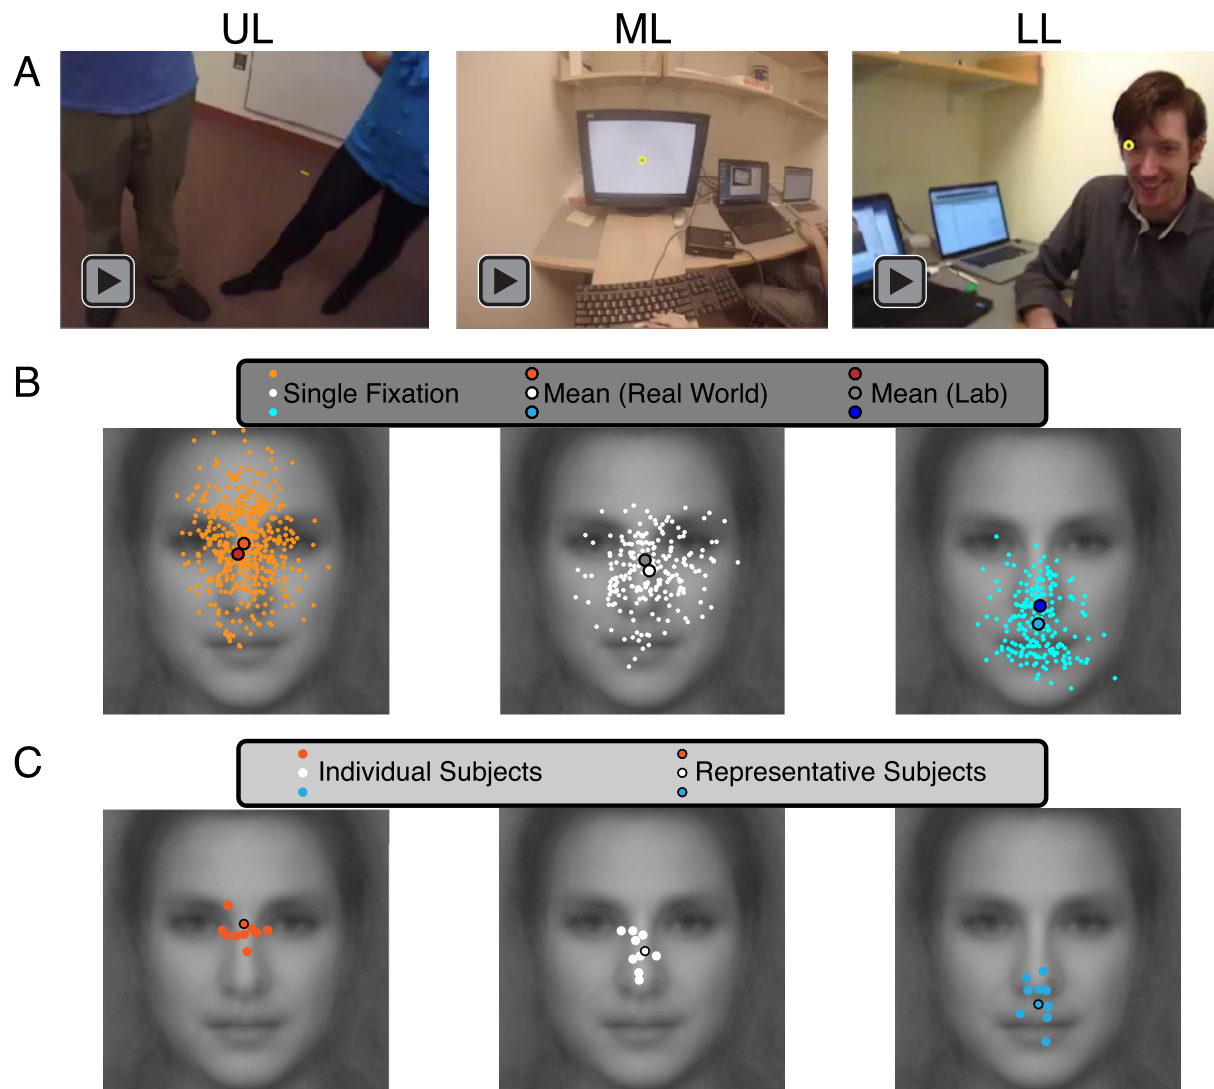 UL ML LL
A
B
Single Fixation Mean (Real World) Mean (Lab)
C
Individual Subjects Representative Subjects